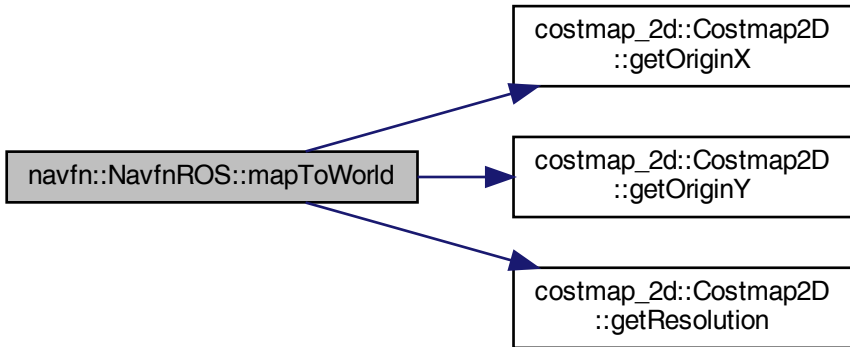 costmap_2d::Costmap2D
::getOriginX
navfn::NavfnROS::mapToWorld
costmap_2d::Costmap2D
::getOriginY
costmap_2d::Costmap2D
::getResolution